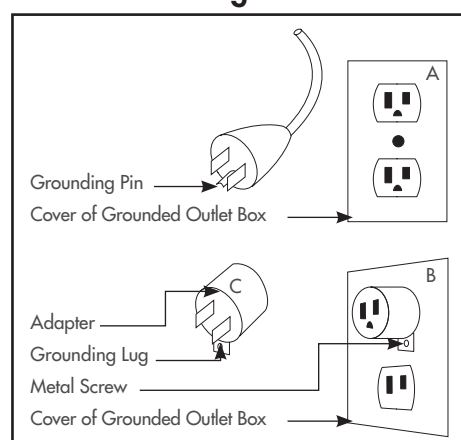 A
Grounding Pin
Cover of Grounded Outlet Box
C
B
Adapter
Grounding Lug
Metal Screw
Cover of Grounded Outlet Box